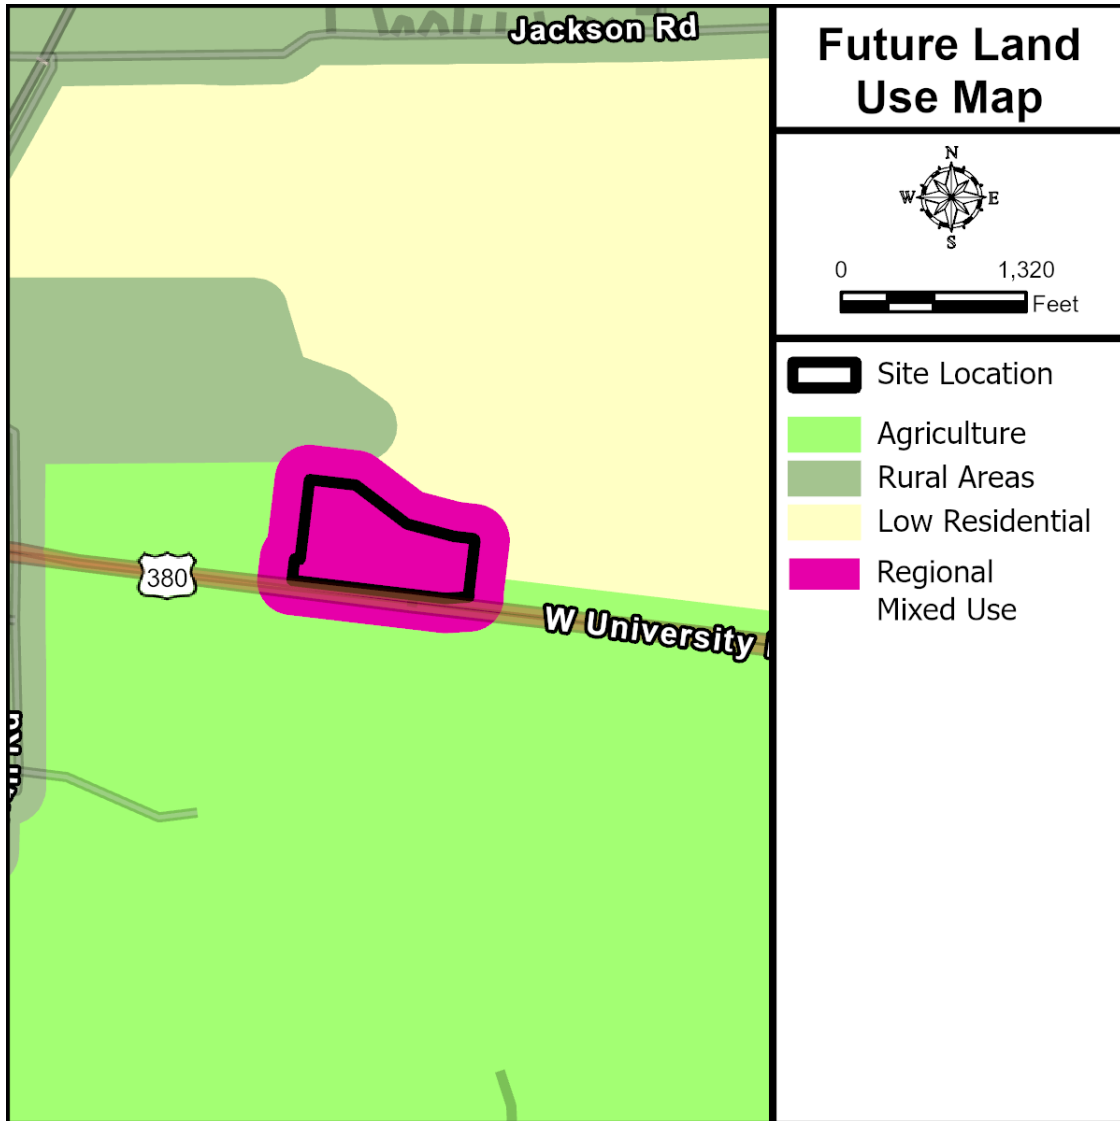 Jackson Rd
380
W University
Future Land
Use Map
N
W E
S
0 1,320
Feet
Site Location
Agriculture
Rural Areas
Low Residential
Regional
Mixed Use